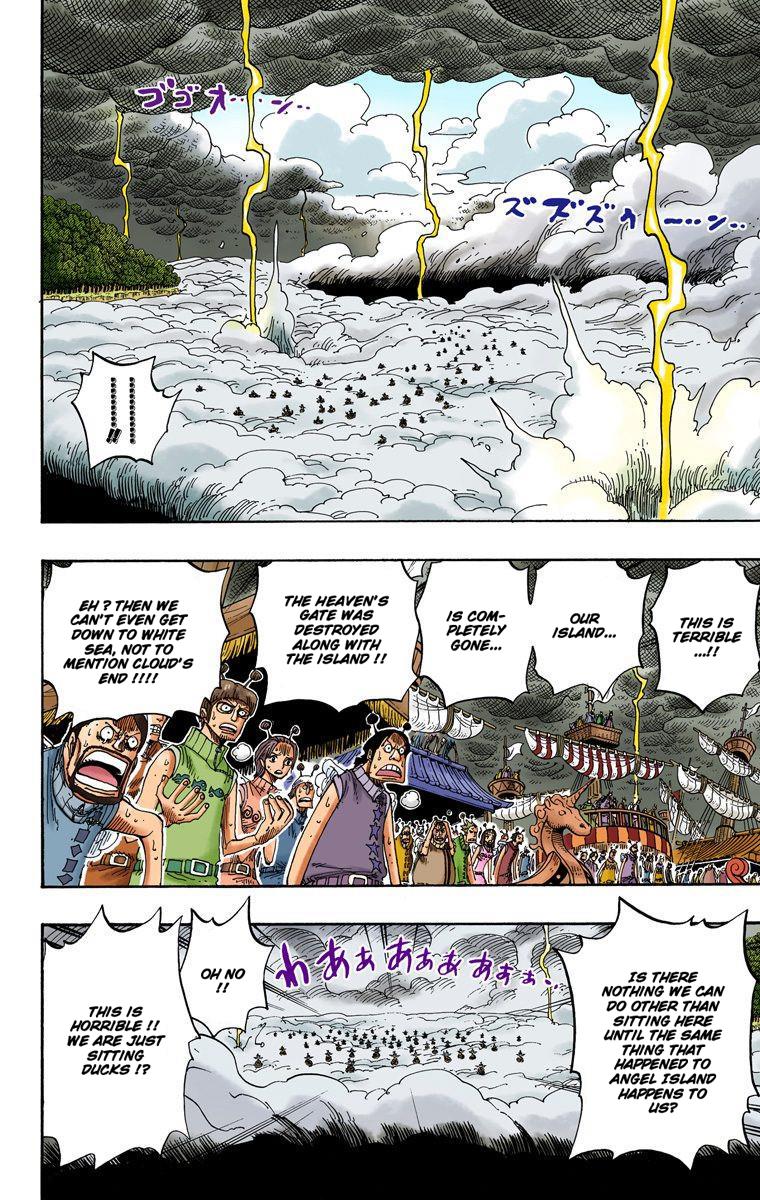 ゴゴオ……ン…
ズズズゥ——ン…
……!!
THIS IS
TERRIBLE
...!!
OUR
ISLAND...
IS COM-
PLETELY
GONE...
THE HEAVEN'S
GATE WAS
DESTROYED
ALONG WITH
THE ISLAND !!
EH ? THEN WE
CAN'T EVEN GET
DOWN TO WHITE
SEA, NOT TO
MENTION CLOUD'S
END !!!!
IS THERE
NOTHING WE CAN
DO OTHER THAN
SITTING HERE
UNTIL THE SAME
THING THAT
HAPPENED TO
ANGEL ISLAND
HAPPENS TO
US?
わあぁあぁぁあぁぁ…
OH NO
!!
THIS IS
HORRIBLE !!
WE ARE JUST
SITTING
DUCKS !?